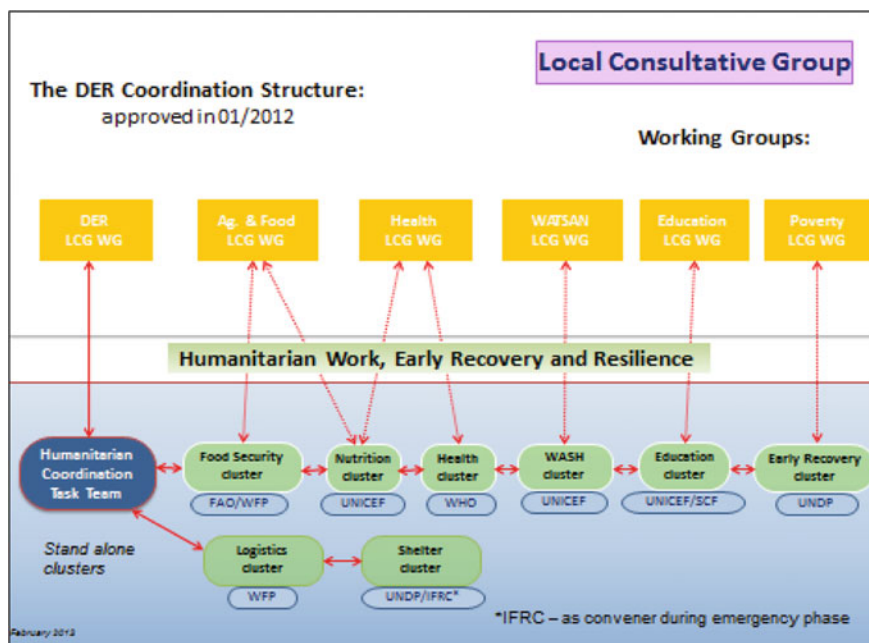 Local Consultative Group
The DER Coordination Structure:
approved in 01/2012
Working Groups:
DER
LCG WG
Ag. & Food
LCG WG
Health
LCG WG
WATSAN
LCG WG
Education
LCG WG
Poverty
LCG WG
Humanitarian Work, Early Recovery and Resilience
Humanitarian
Coordination
Task Team
Food Security
cluster
FAO/WFP
Nutrition
cluster
UNICEF
Health
cluster
WHO
WASH
cluster
UNICEF
Education
cluster
UNICEF/SCF
Early Recovery
cluster
UNDP
Stand alone
clusters
Logistics
cluster
WFP
Shelter
cluster
UNDP/IFRC*
*IFRC – as convener during emergency phase
February 2013